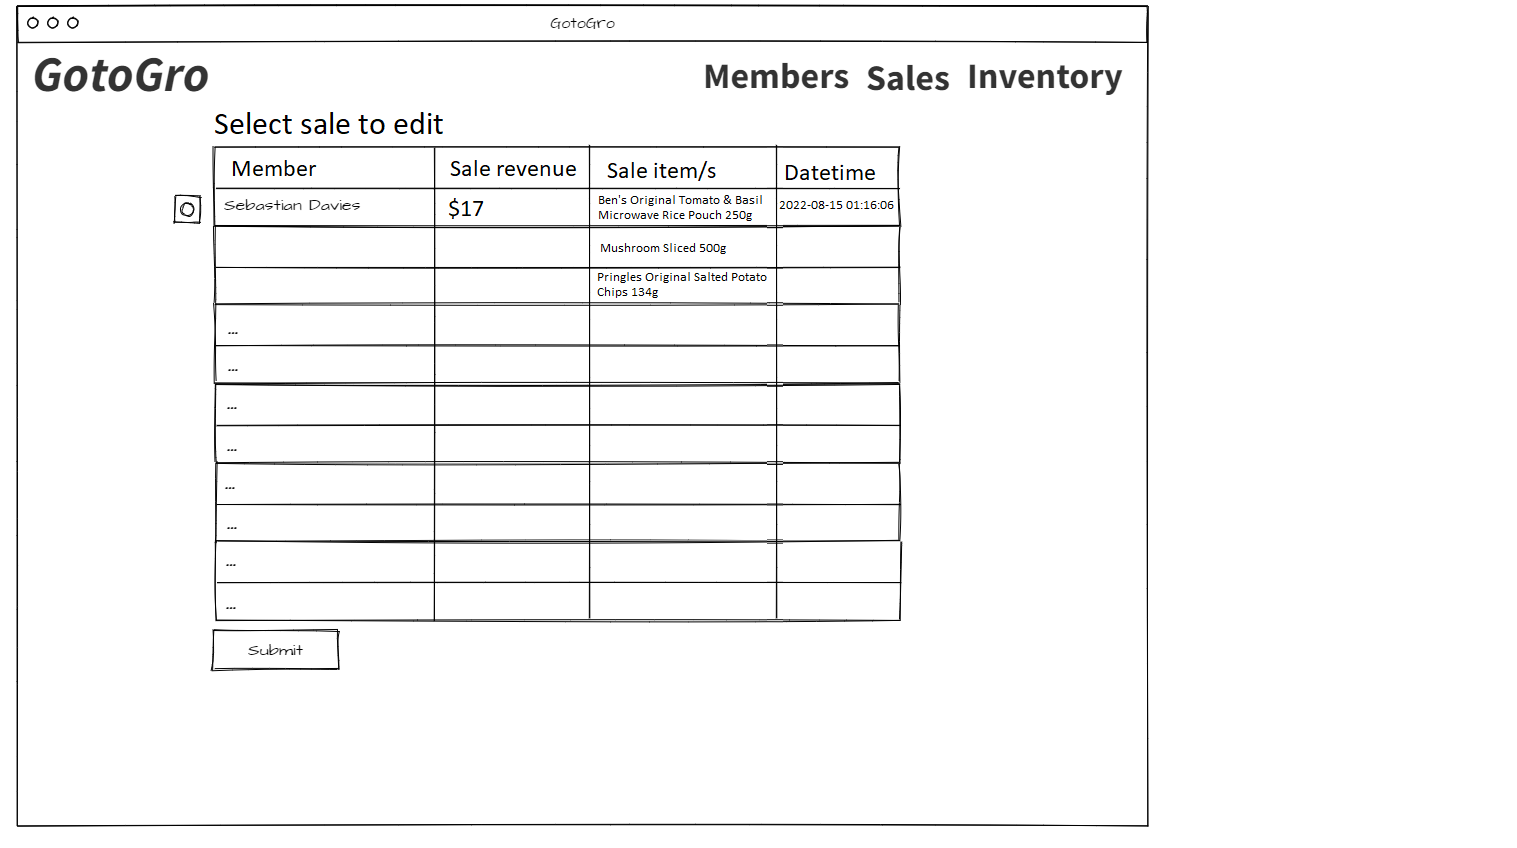 GotoGro
GotoGro
Members Sales Inventory
Select sale to edit
Member Sale revenue Sale item/s Datetime
Sebastian Davies $17 Ben's Original Tomato & Basil 2022-08-15 01:16:06
Microwave Rice Pouch 250g
Mushroom Sliced 500g
Pringles Original Salted Potato
Chips 134g
...
...
...
...
...
...
...
...
Submit